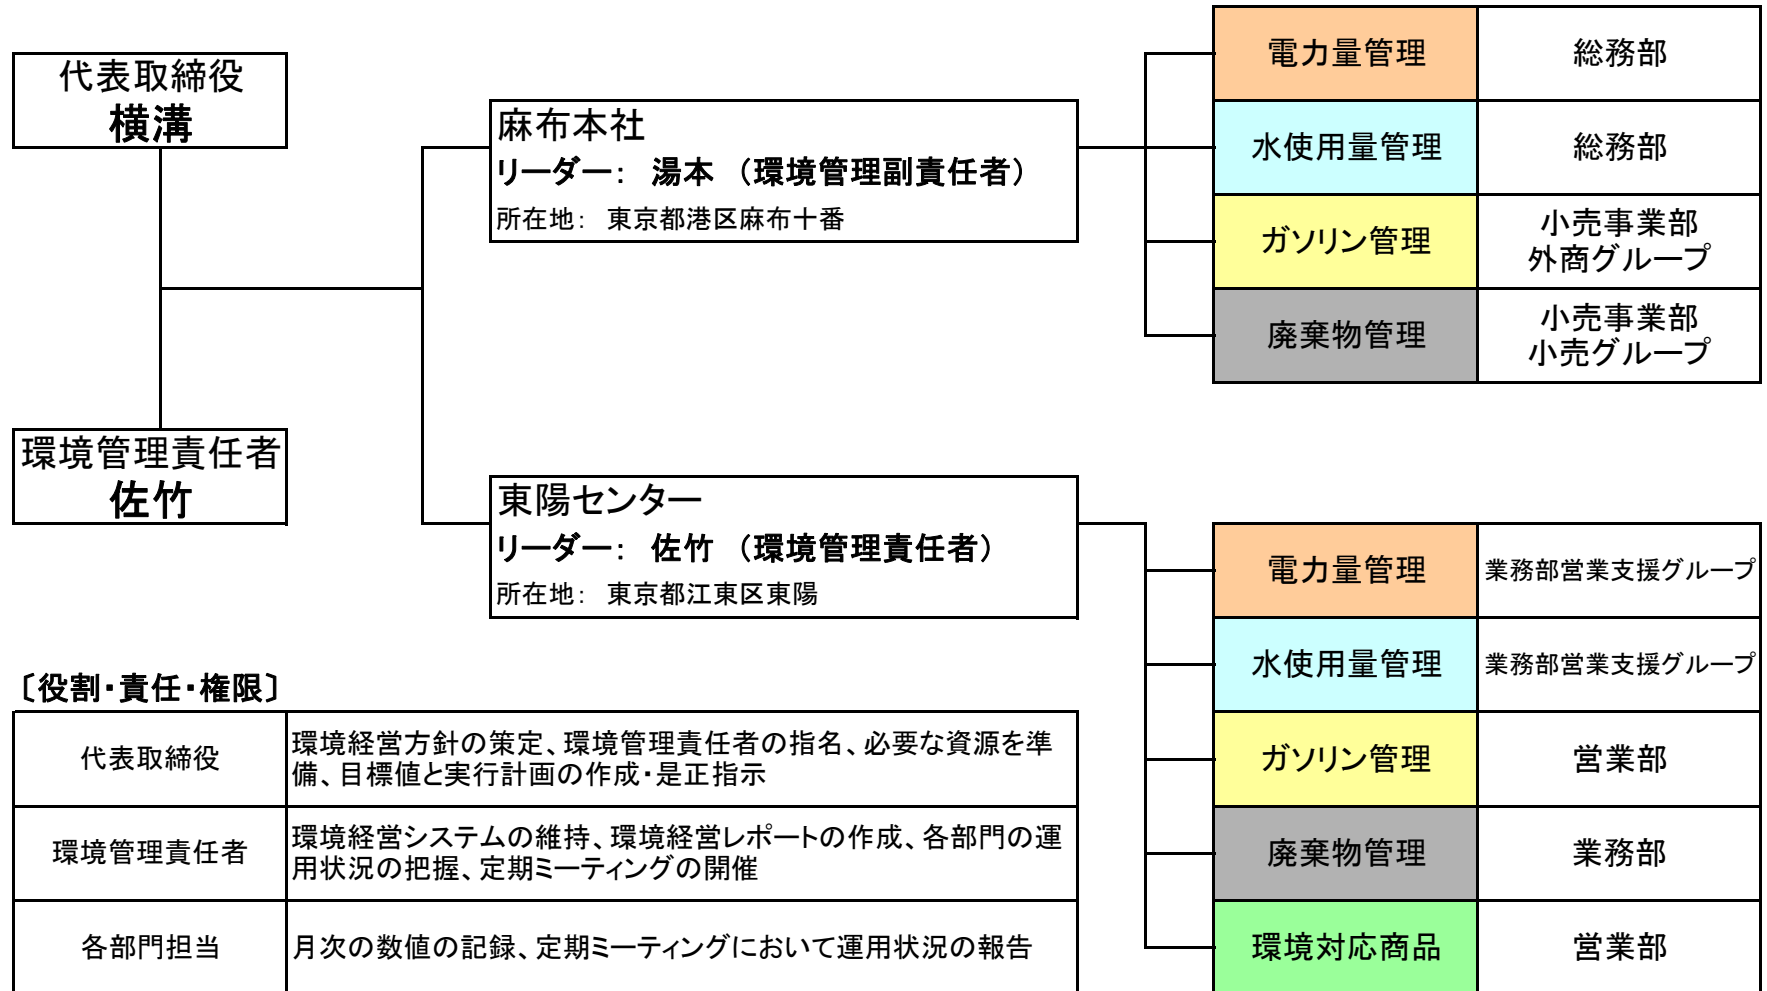 代表取締役
横溝
環境管理責任者
佐竹
麻布本社
リーダー： 湯本 （環境管理副責任者）
所在地： 東京都港区麻布十番
電力量管理 総務部
水使用量管理 総務部
ガソリン管理 小売事業部
外商グループ
廃棄物管理 小売事業部
小売グループ
東陽センター
リーダー： 佐竹 （環境管理責任者）
所在地： 東京都江東区東陽
電力量管理 業務部営業支援グループ
水使用量管理 業務部営業支援グループ
ガソリン管理 営業部
廃棄物管理 業務部
環境対応商品 営業部
〔役割・責任・権限〕
代表取締役 環境経営方針の策定、環境管理責任者の指名、必要な資源を準
備、目標値と実行計画の作成・是正指示
環境管理責任者 環境経営システムの維持、環境経営レポートの作成、各部門の運
用状況の把握、定期ミーティングの開催
各部門担当 月次の数値の記録、定期ミーティングにおいて運用状況の報告